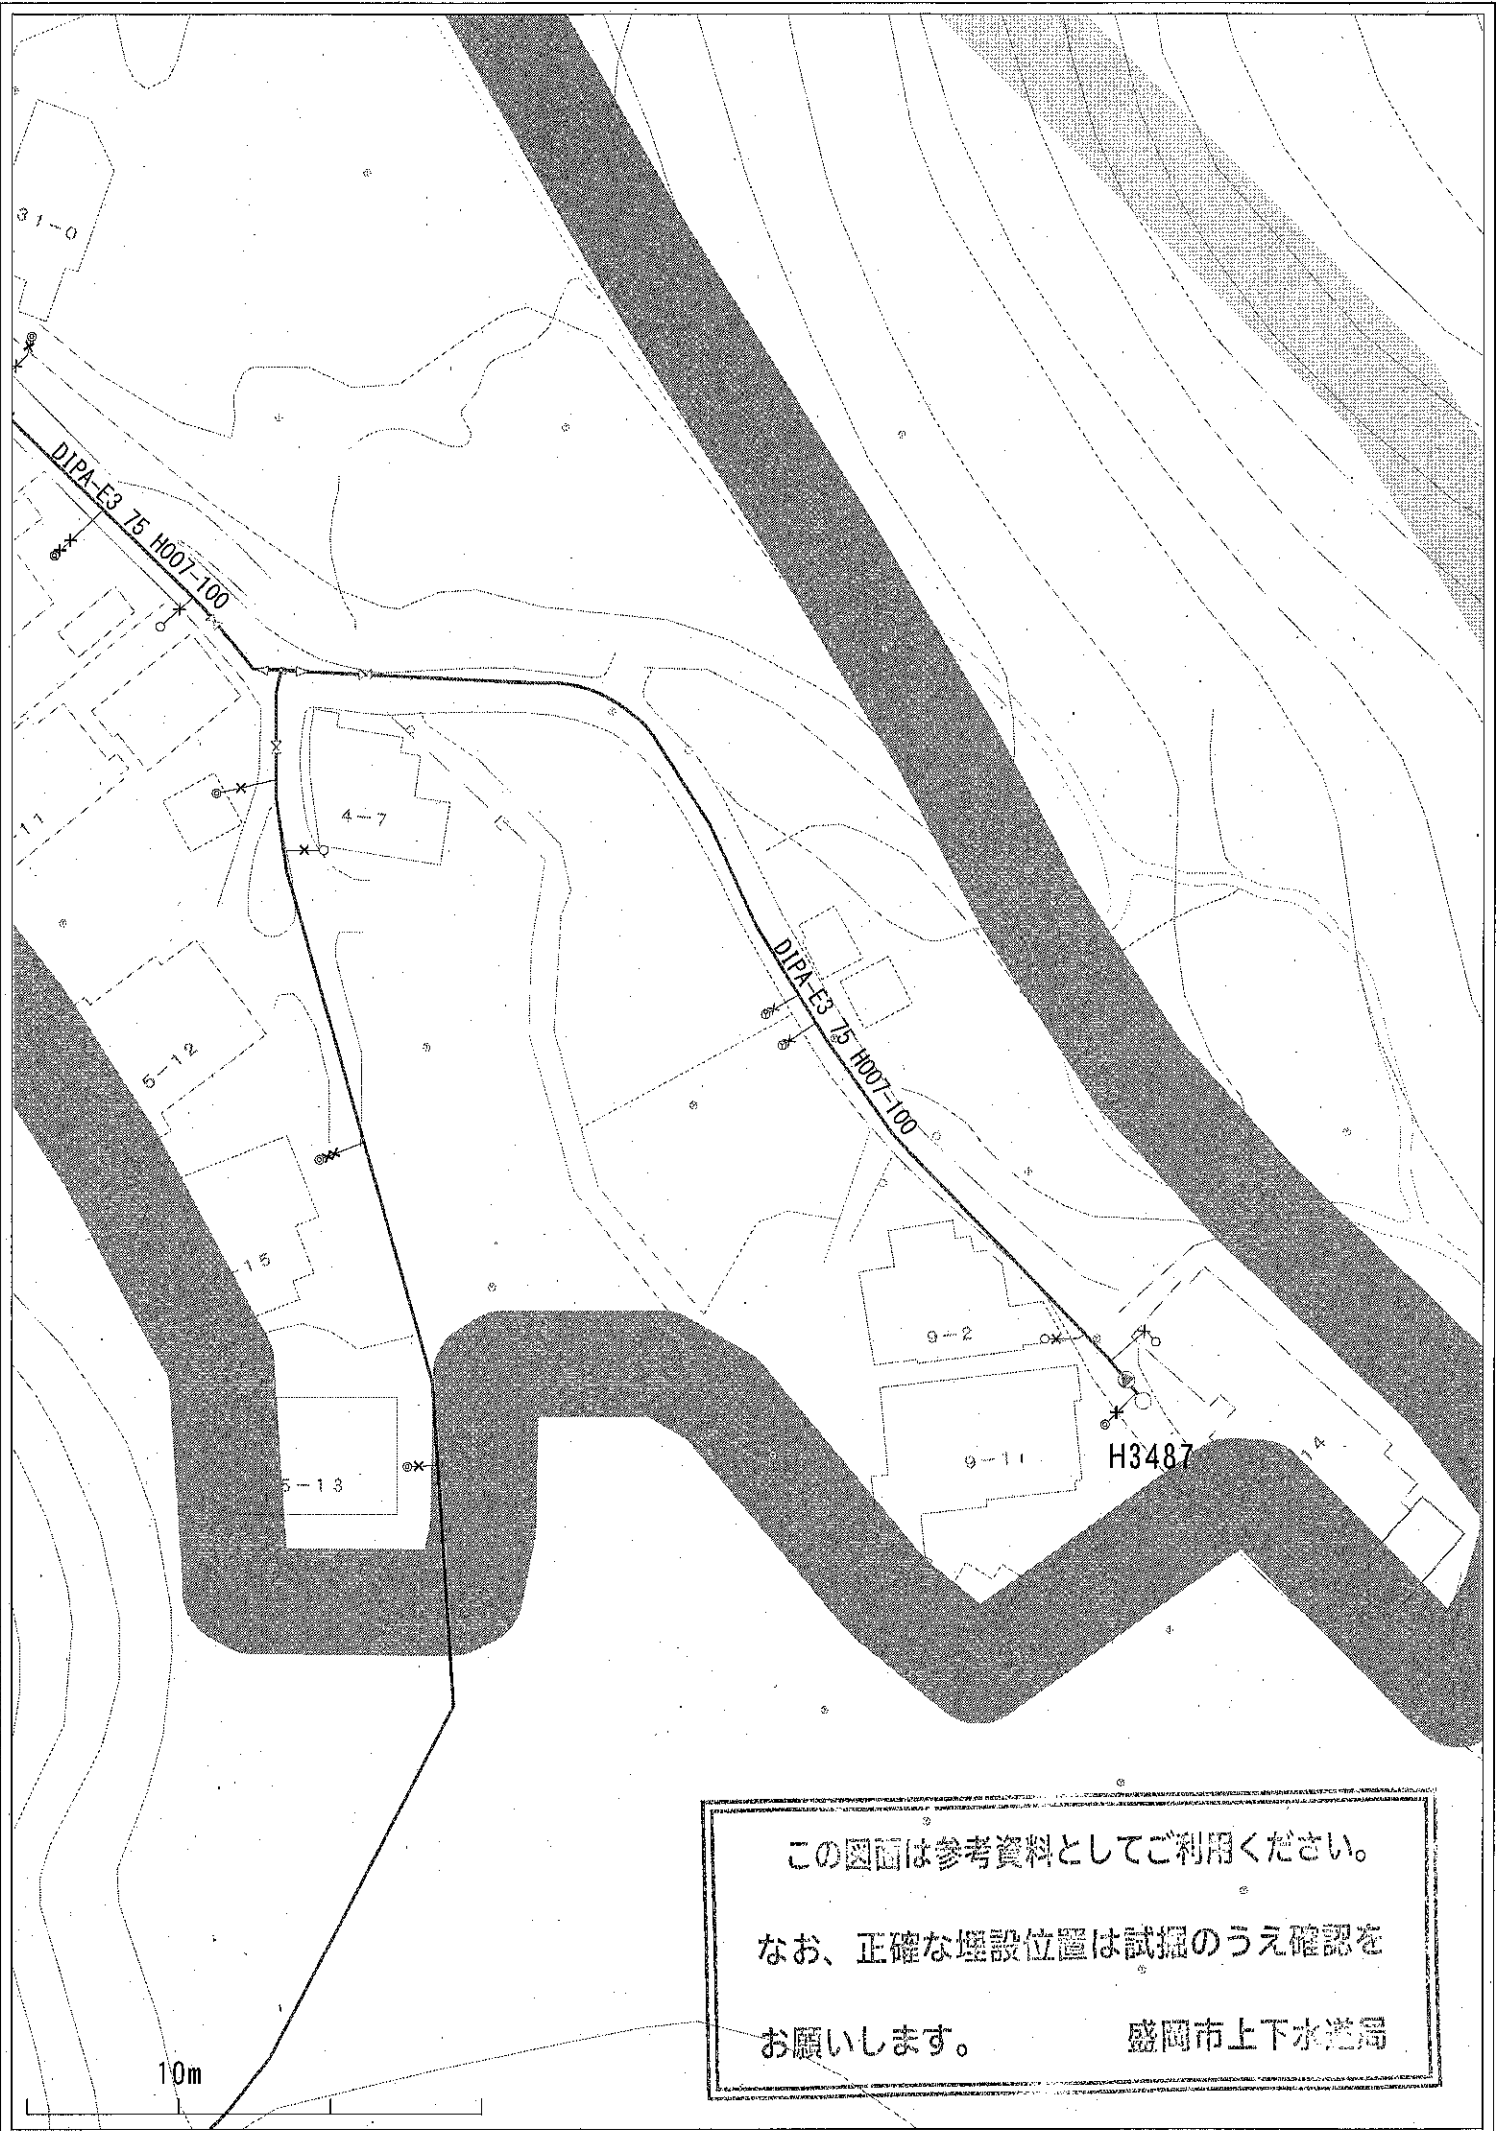 31-0
DIPA-E3 75 H007-100
4-7
11
DIPA-E3 75 H007-100
5-12
-15
9-2
9-11
H3487
14
5-13
この図面は参考資料としてご利用ください。
なお、正確な埋設位置は試掘のうえ確認を
お願いします。 盛岡市上下水道局
10m